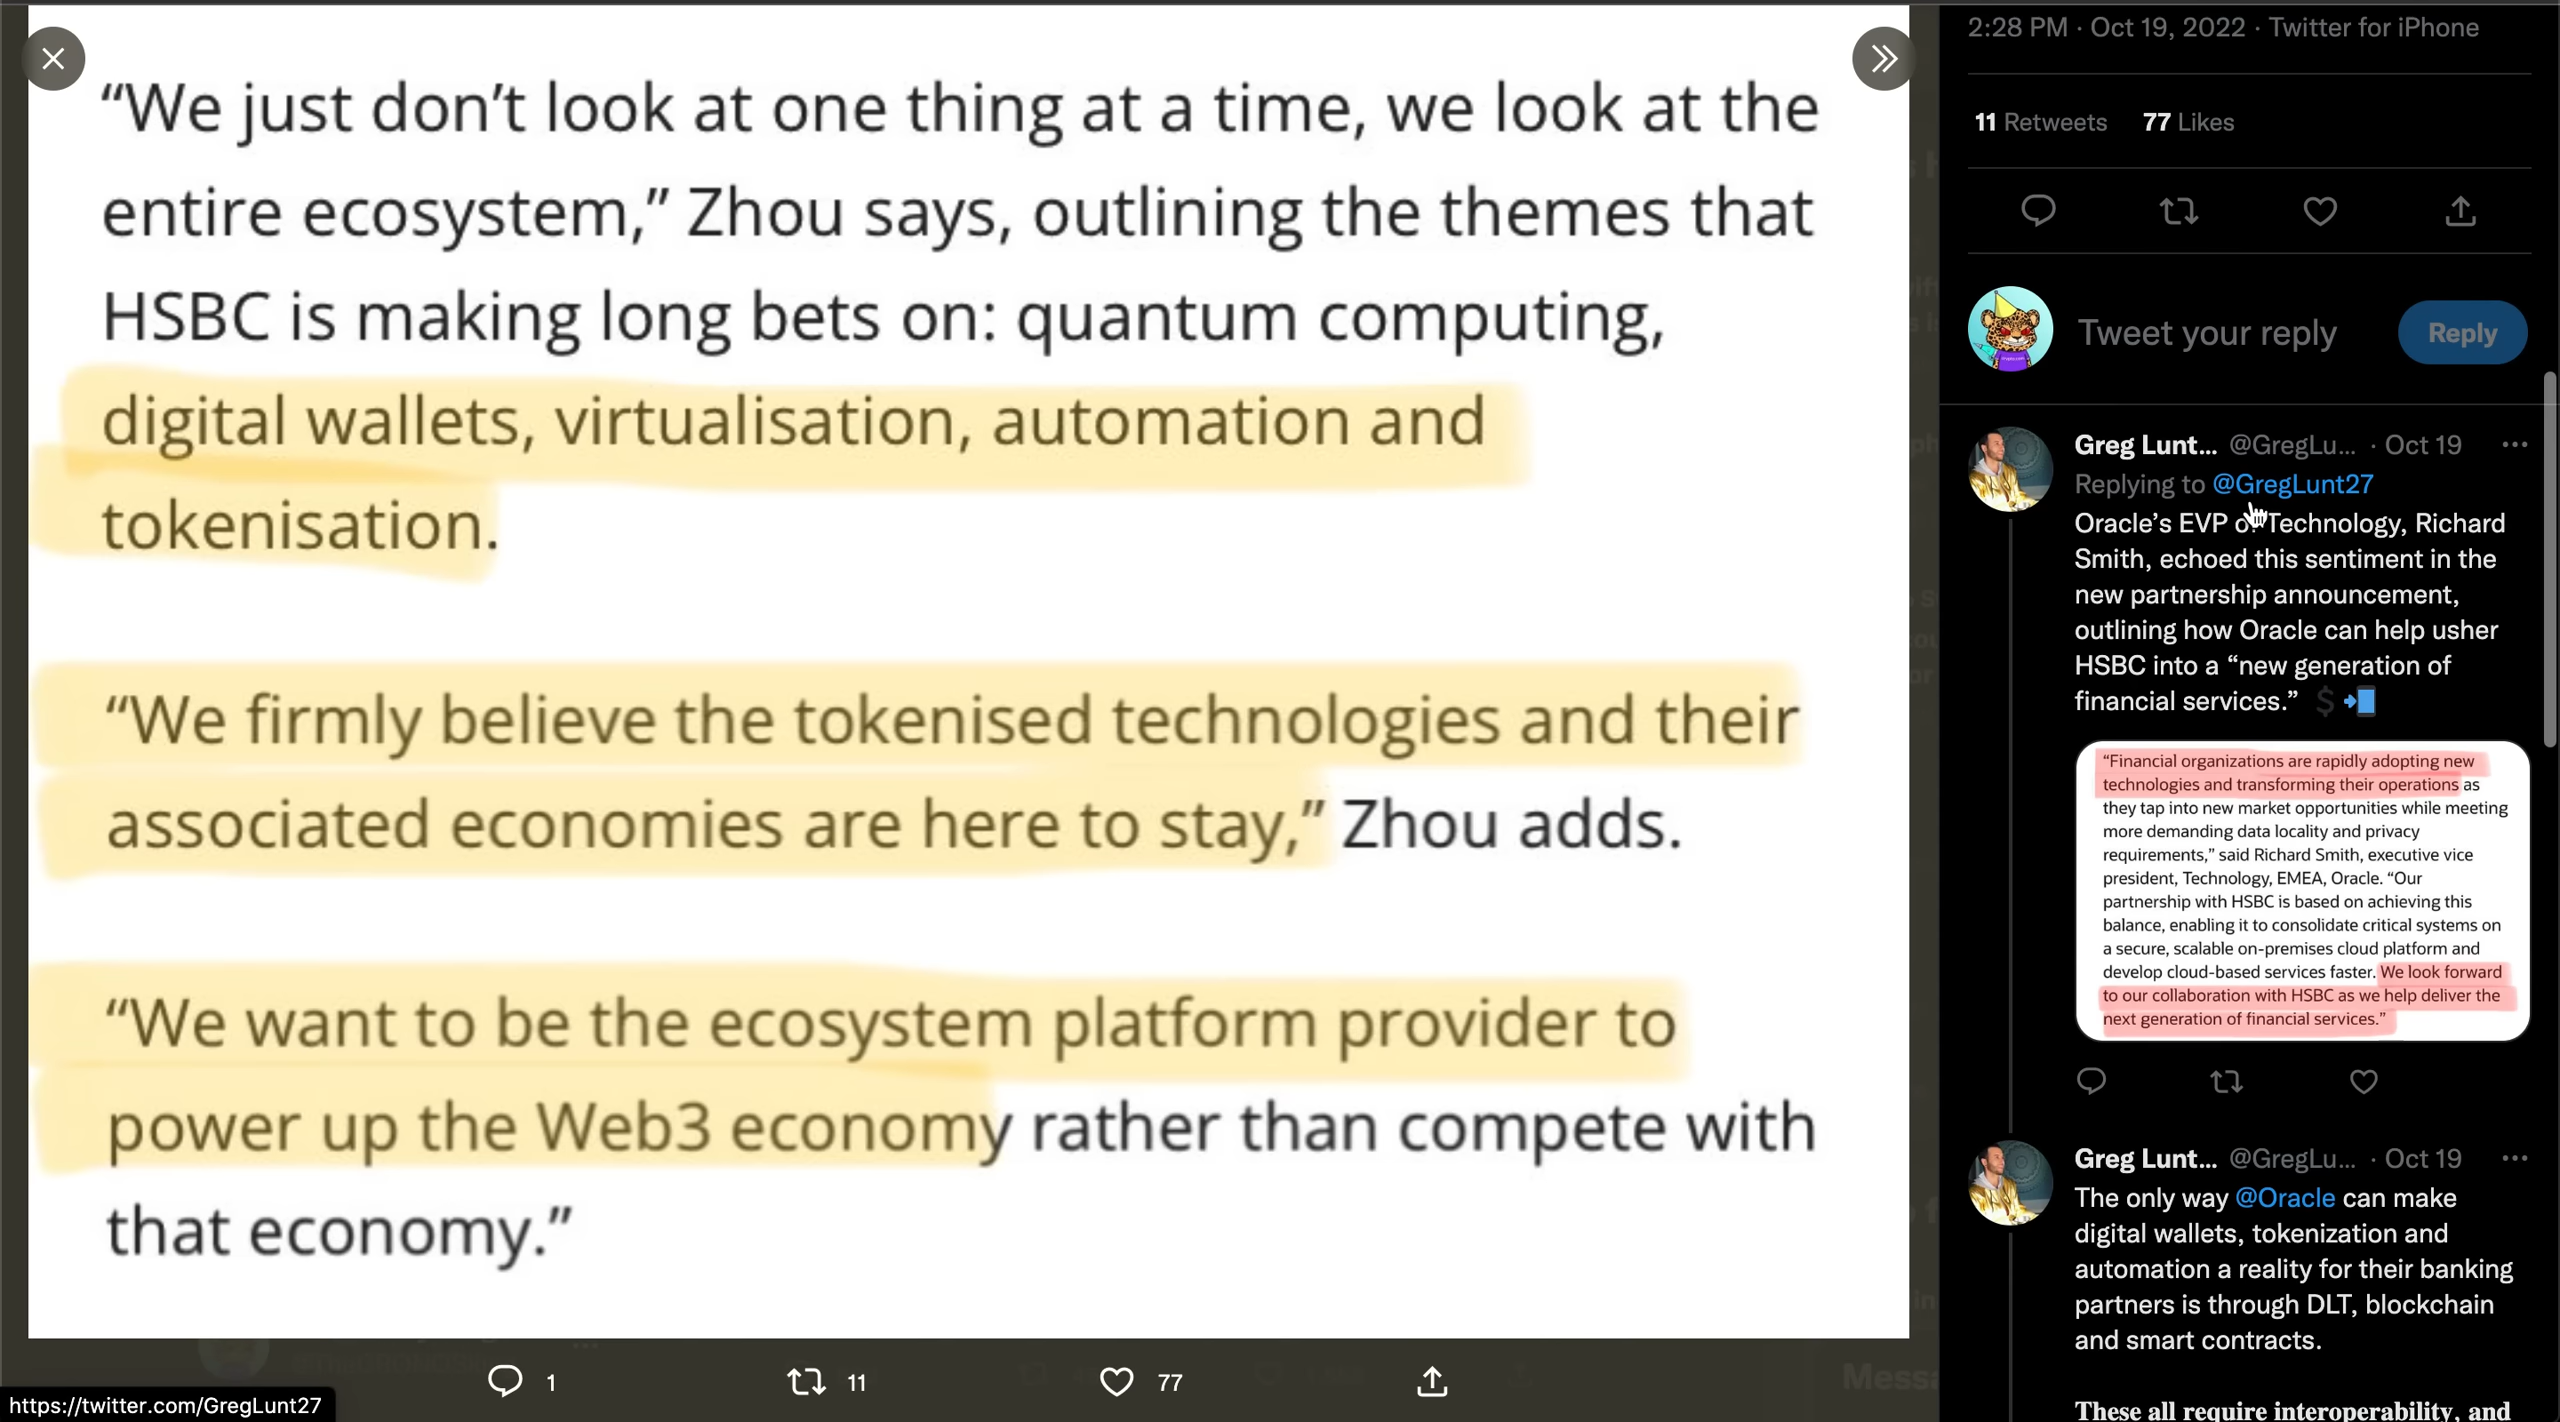 “We just don’t look at one thing at a time, we look at the
entire ecosystem,” Zhou says, outlining the themes that
HSBC is making long bets on: quantum computing,
digital wallets, virtualisation, automation and
tokenisation.
“We firmly believe the tokenised technologies and their
associated economies are here to stay,” Zhou adds.
“We want to be the ecosystem platform provider to
power up the Web3 economy rather than compete with
that economy.”
1 11 77
https://twitter.com/GregLunt27
2:28 PM · Oct 19, 2022 · Twitter for iPhone
11 Retweets 77 Likes
Tweet your reply
Reply
Greg Lunt... @GregLu... · Oct 19
Replying to @GregLunt27
Oracle’s EVP of Technology, Richard
Smith, echoed this sentiment in the
new partnership announcement,
outlining how Oracle can help usher
HSBC into a “new generation of
financial services.”
“Financial organizations are rapidly adopting new
technologies and transforming their operations as
they tap into new market opportunities while meeting
more demanding data locality and privacy
requirements,” said Richard Smith, executive vice
president, Technology, EMEA, Oracle. “Our
partnership with HSBC is based on achieving this
balance, enabling it to consolidate critical systems on
a secure, scalable on-premises cloud platform and
develop cloud-based services faster. We look forward
to our collaboration with HSBC as we help deliver the
next generation of financial services.”
Greg Lunt... @GregLu... · Oct 19
The only way @Oracle can make
digital wallets, tokenization and
automation a reality for their banking
partners is through DLT, blockchain
and smart contracts.
These all require interoperability, and